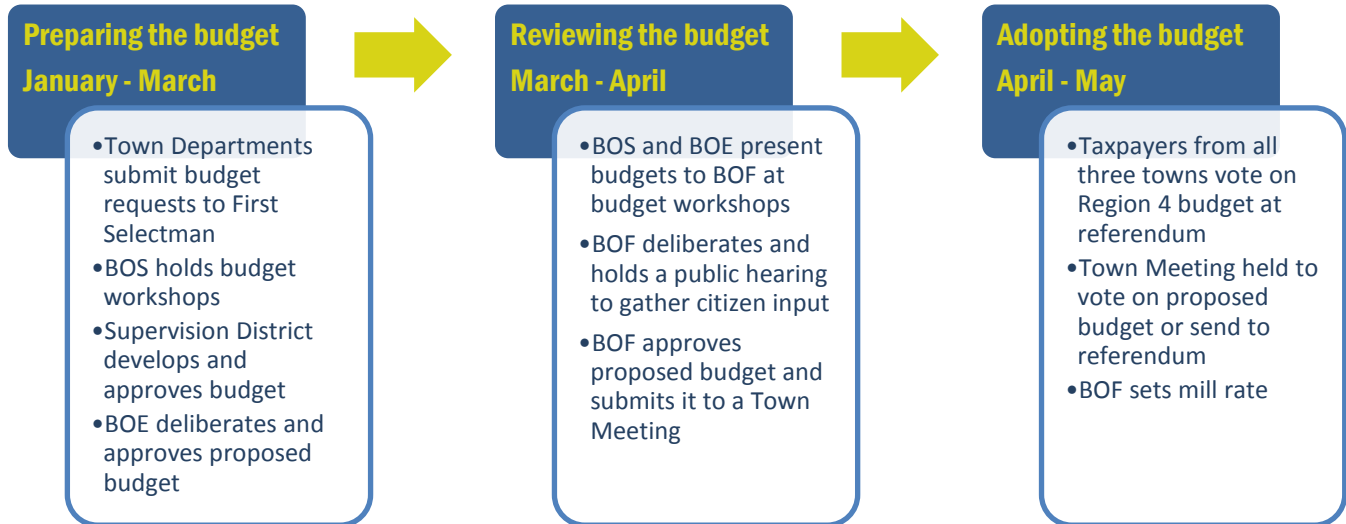 Preparing the budget
January - March
•Town Departments
submit budget
requests to First
Selectman
•BOS holds budget
workshops
•Supervision District
develops and
approves budget
•BOE deliberates and
approves proposed
budget
Reviewing the budget
March - April
•BOS and BOE present
budgets to BOF at
budget workshops
•BOF deliberates and
holds a public hearing
to gather citizen input
•BOF approves
proposed budget and
submits it to a Town
Meeting
Adopting the budget
April - May
•Taxpayers from all
three towns vote on
Region 4 budget at
referendum
•Town Meeting held to
vote on proposed
budget or send to
referendum
•BOF sets mill rate